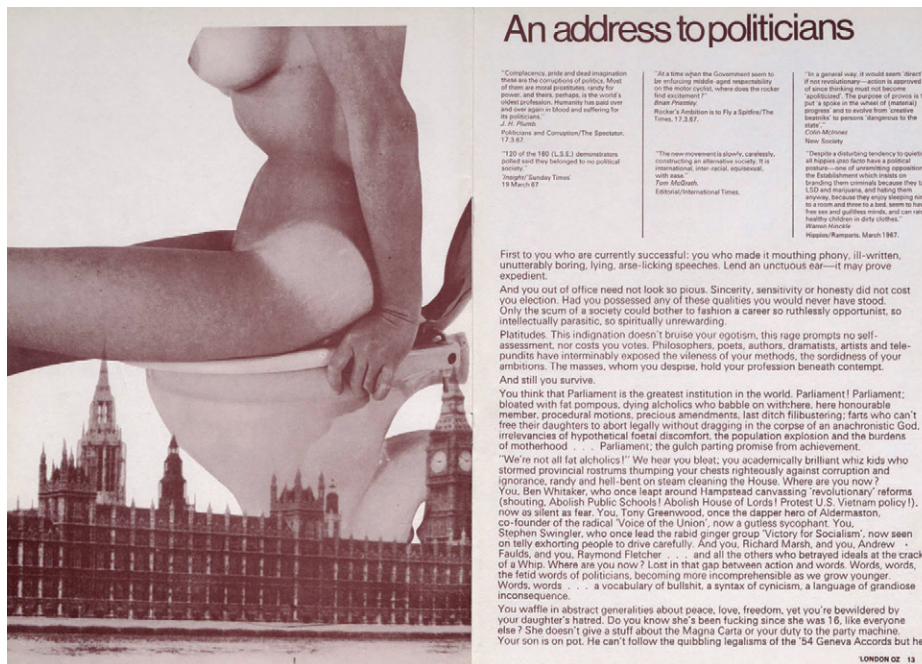 An address to politicians
"Complacency, pride and dead imagination
these are the corruptions of politics. Most
of them are moral prostitutes, randy for
power, and theirs, perhaps, is the world's
oldest profession. Humanity has paid over
and over again in blood and suffering for
its politicians."
J. H. Plumb.
Politicians and Corruption/The Spectator.
17.3.67.
"120 of the 180 (L.S.E.) demonstrators
polled said they belonged to no political
society."
'Insight/'Sunday Times'
19 March 67
"At a time when the Government seem to
be enforcing middle-aged respectability
on the motor cyclist, where does the rocker
find excitement?"
Brian Priestley.
Rocker's Ambition is to Fly a Spitfire/The
Times, 17.3.67.
"The new movement is slowly, carelessly,
constructing an alternative society. It is
international, inter-racial, equisexual,
with ease."
Tom McGrath.
Editorial/International Times.
"In a general way, it would seem 'direct
if not revolutionary—action is approved
of since thinking must not become
'apoliticized'. The purpose of provos is
put 'a spoke in the wheel of (material)
progress' and to evolve from 'creative
beatniks' to persons 'dangerous to the
state'."
Colin McInnes
New Society
"Despite a disturbing tendency to
all hippies ipso facto have a political
posture—one of unremitting opposition
the Establishment which insists on
branding them criminals because they
LSD and marijuana, and hating them
anyway, because they enjoy sleeping
to a room and three to a bed, seem to
free sex and guiltless minds, and can
healthy children in dirty clothes."
Warren Hinckle
Hippies/Ramparts. March 1967.
First to you who are currently successful: you who made it mouthing phony, ill-written,
unutterably boring, lying, arse-licking speeches. Lend an unctuous ear—it may prove
expedient.
And you out of office need not look so pious. Sincerity, sensitivity or honesty did not cost
you election. Had you possessed any of these qualities you would never have stood.
Only the scum of a society could bother to fashion a career so ruthlessly opportunist, so
intellectually parasitic, so spiritually unrewarding.
Platitudes. This indignation doesn't bruise your egotism, this rage prompts no self-
assessment, nor costs you votes. Philosophers, poets, authors, dramatists, artists and tele-
pundits have interminably exposed the vileness of your methods, the sordidness of your
ambitions. The masses, whom you despise, hold your profession beneath contempt.
And still you survive.
You think that Parliament is the greatest institution in the world. Parliament! Parliament;
bloated with fat pompous, dying alcholics who babble on with:here, here honourable
member, procedural motions, precious amendments, last ditch filibustering; farts who can't
free their daughters to abort legally without dragging in the corpse of an anachronistic God,
irrelevancies of hypothetical foetal discomfort, the population explosion and the burdens
of motherhood . . . Parliament; the gulch parting promise from achievement.
"We're not all fat alcholics!" We hear you bleat; you academically brilliant whiz kids who
stormed provincial rostrums thumping your chests righteously against corruption and
ignorance, randy and hell-bent on steam cleaning the House. Where are you now?
You, Ben Whitaker, who once leapt around Hampstead canvassing 'revolutionary' reforms
(shouting, Abolish Public Schools! Abolish House of Lords! Protest U.S. Vietnam policy!).
now as silent as fear. You, Tony Greenwood, once the dapper hero of Aldermaston,
co-founder of the radical 'Voice of the Union', now a gutless sycophant. You,
Stephen Swingler, who once lead the rabid ginger group 'Victory for Socialism', now seen
on telly exhorting people to drive carefully. And you, Richard Marsh, and you, Andrew
Faulds, and you, Raymond Fletcher . . . and all the others who betrayed ideals at the crack
of a Whip. Where are you now? Lost in that gap between action and words. Words, words,
the fetid words of politicians, becoming more incomprehensible as we grow younger.
Words, words . . . a vocabulary of bullshit, a syntax of cynicism, a language of grandiose
inconsequence.
You waffle in abstract generalities about peace, love, freedom, yet you're bewildered by
your daughter's hatred. Do you know she's been fucking since she was 16, like everyone
else? She doesn't give a stuff about the Magna Carta or your duty to the party machine.
Your son is on pot. He can't follow the quibbling legalisms of the '54 Geneva Accords but he
LONDON OZ 13